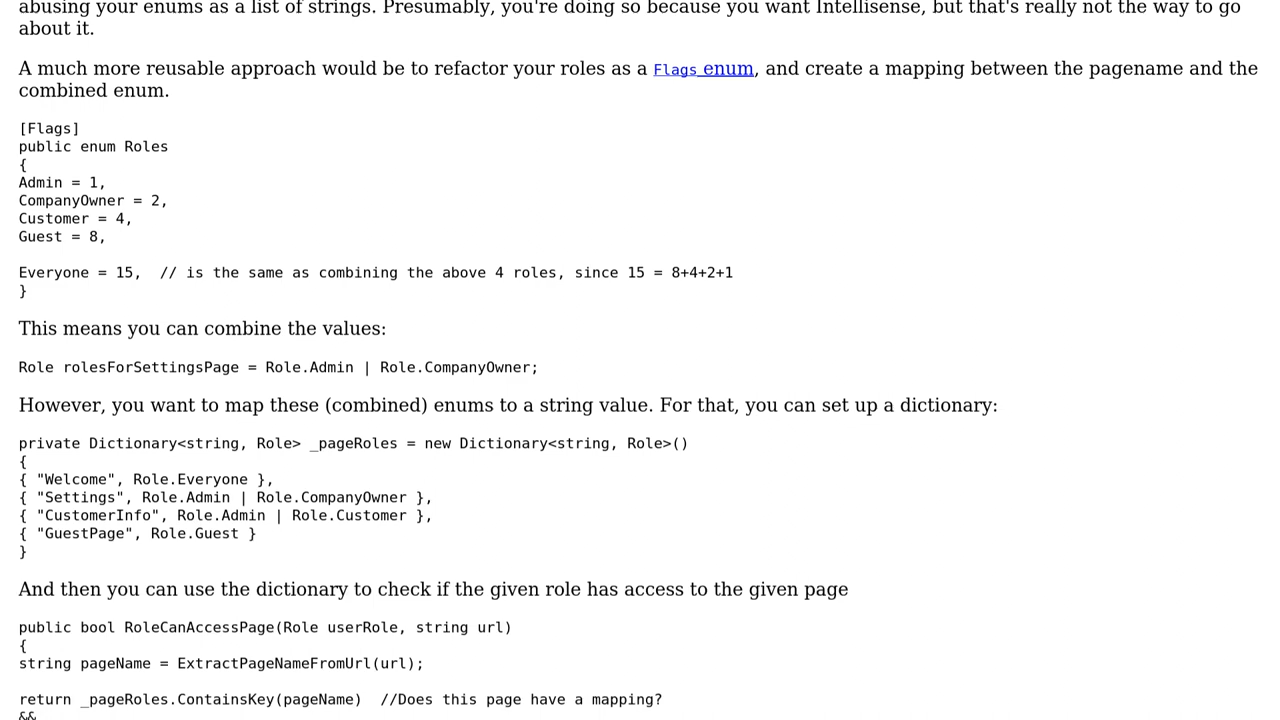 abusing your enums as a list of strings. Presumably, you're doing so because you want Intellisense, but that's really not the way to go
about it.
A much more reusable approach would be to refactor your roles as a Flags enum, and create a mapping between the pagename and the
combined enum.
[Flags]
public enum Roles
{
Admin = 1,
CompanyOwner = 2,
Customer = 4,
Guest = 8,
Everyone = 15,  // is the same as combining the above 4 roles, since 15 = 8+4+2+1
}
This means you can combine the values:
Role rolesForSettingsPage = Role.Admin | Role.CompanyOwner;
However, you want to map these (combined) enums to a string value. For that, you can set up a dictionary:
private Dictionary<string, Role> _pageRoles = new Dictionary<string, Role>()
{
{ "Welcome", Role.Everyone },
{ "Settings", Role.Admin | Role.CompanyOwner },
{ "CustomerInfo", Role.Admin | Role.Customer },
{ "GuestPage", Role.Guest }
}
And then you can use the dictionary to check if the given role has access to the given page
public bool RoleCanAccessPage(Role userRole, string url)
{
string pageName = ExtractPageNameFromUrl(url);
return _pageRoles.ContainsKey(pageName)  //Does this page have a mapping?
&&